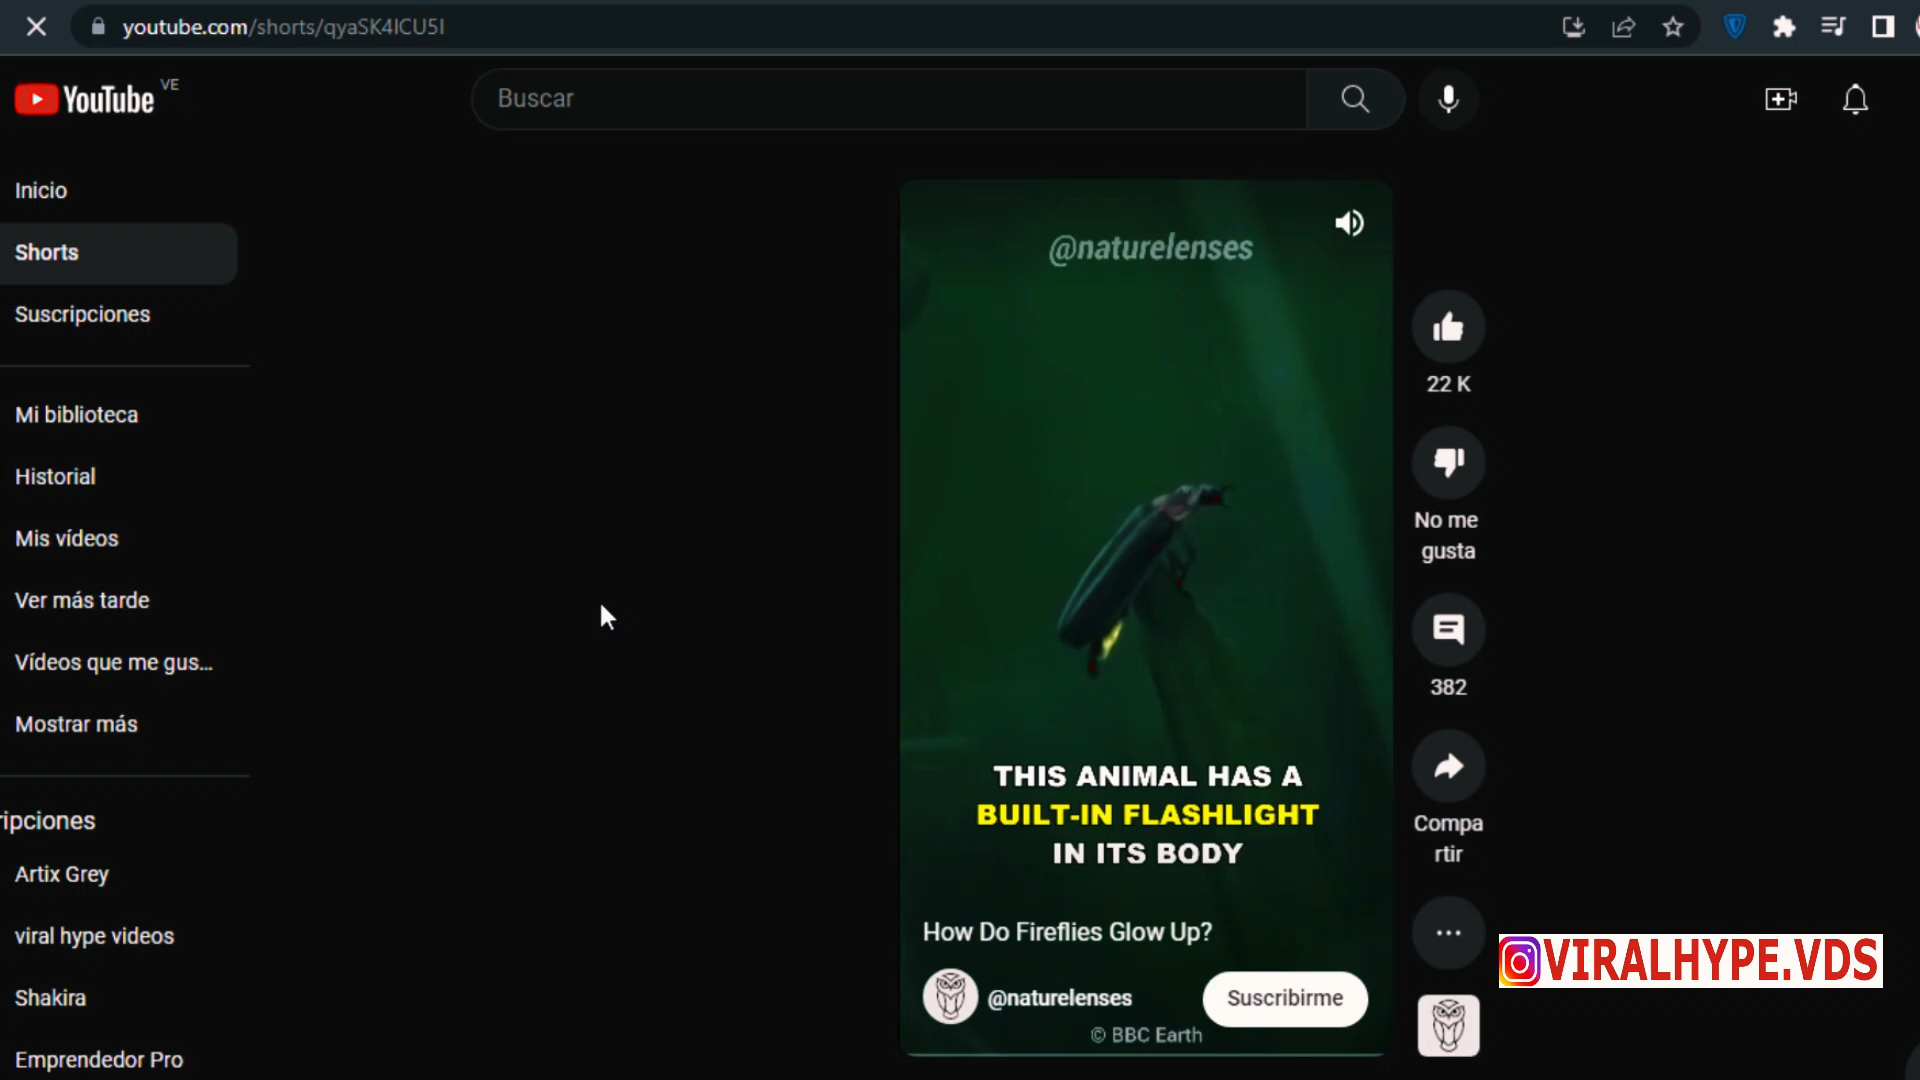 youtube.com/shorts/qyaSK4ICU5I
YouTube VE
Buscar
Inicio
Shorts
Suscripciones
Mi biblioteca
Historial
Mis vídeos
Ver más tarde
Vídeos que me gus...
Mostrar más
ripciones
Artix Grey
viral hype videos
Shakira
Emprendedor Pro
@naturelenses
THIS ANIMAL HAS A
BUILT-IN FLASHLIGHT
IN ITS BODY
How Do Fireflies Glow Up?
@naturelenses
Suscribirme
© BBC Earth
22 K
No me
gusta
382
Compa
rtir
VIRALHYPE.VDS